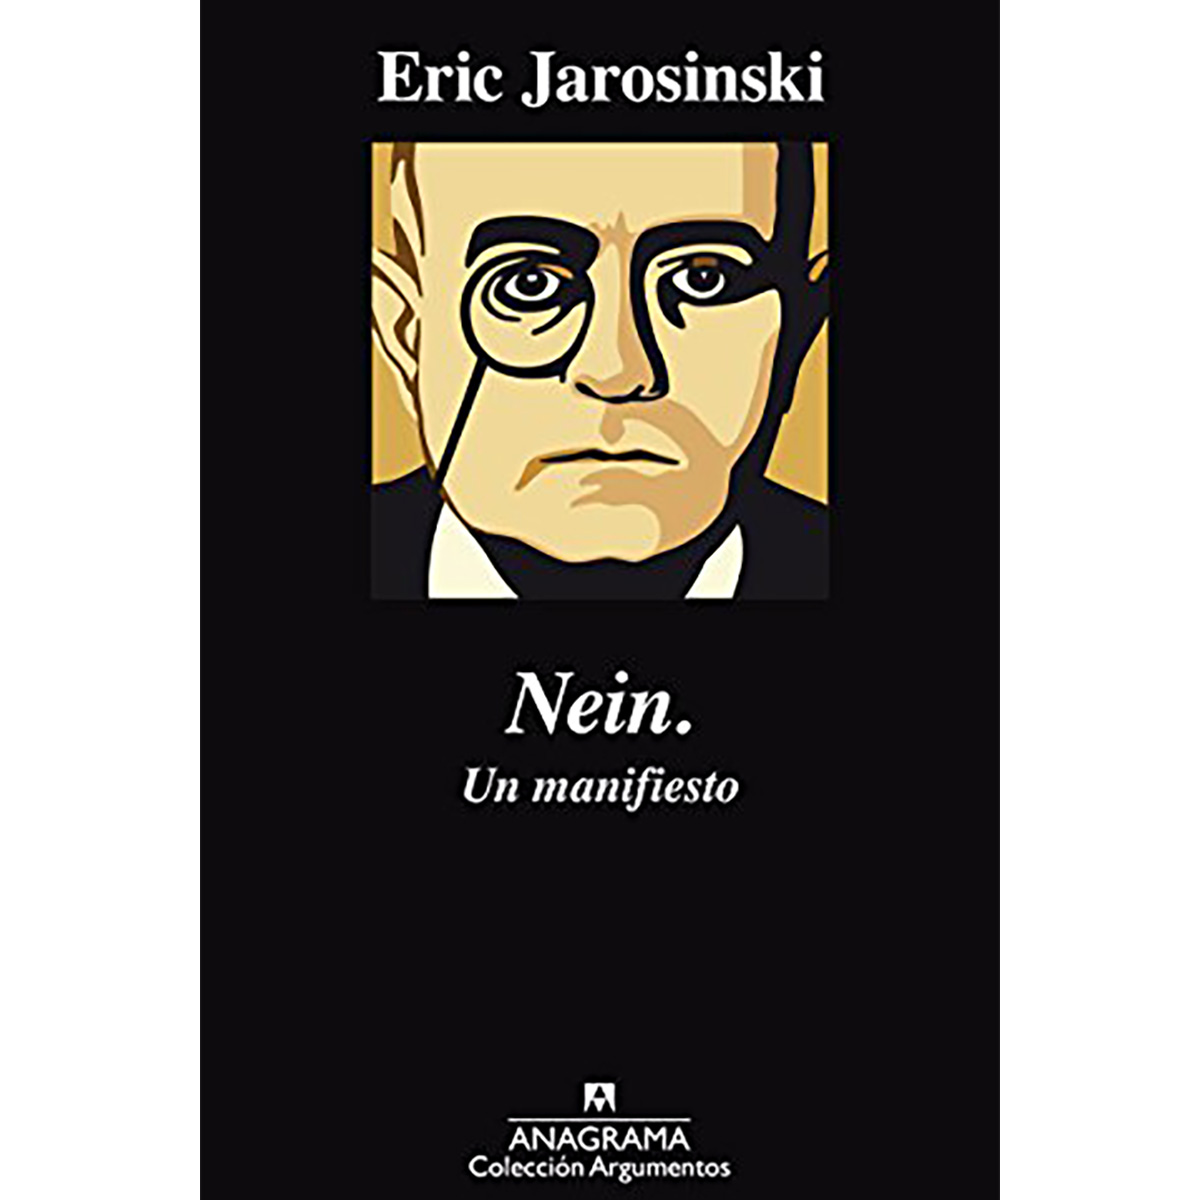 Eric Jarosinski
Nein.
Un manifiesto
ANAGRAMA
Colección Argumentos